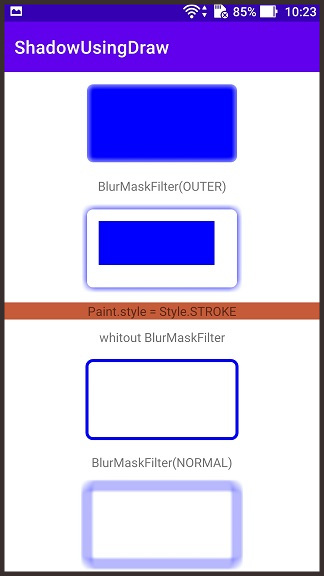 85% 10:23
ShadowUsingDraw
BlurMaskFilter(OUTER)
Paint.style = Style.STROKE
whitout BlurMaskFilter
BlurMaskFilter(NORMAL)